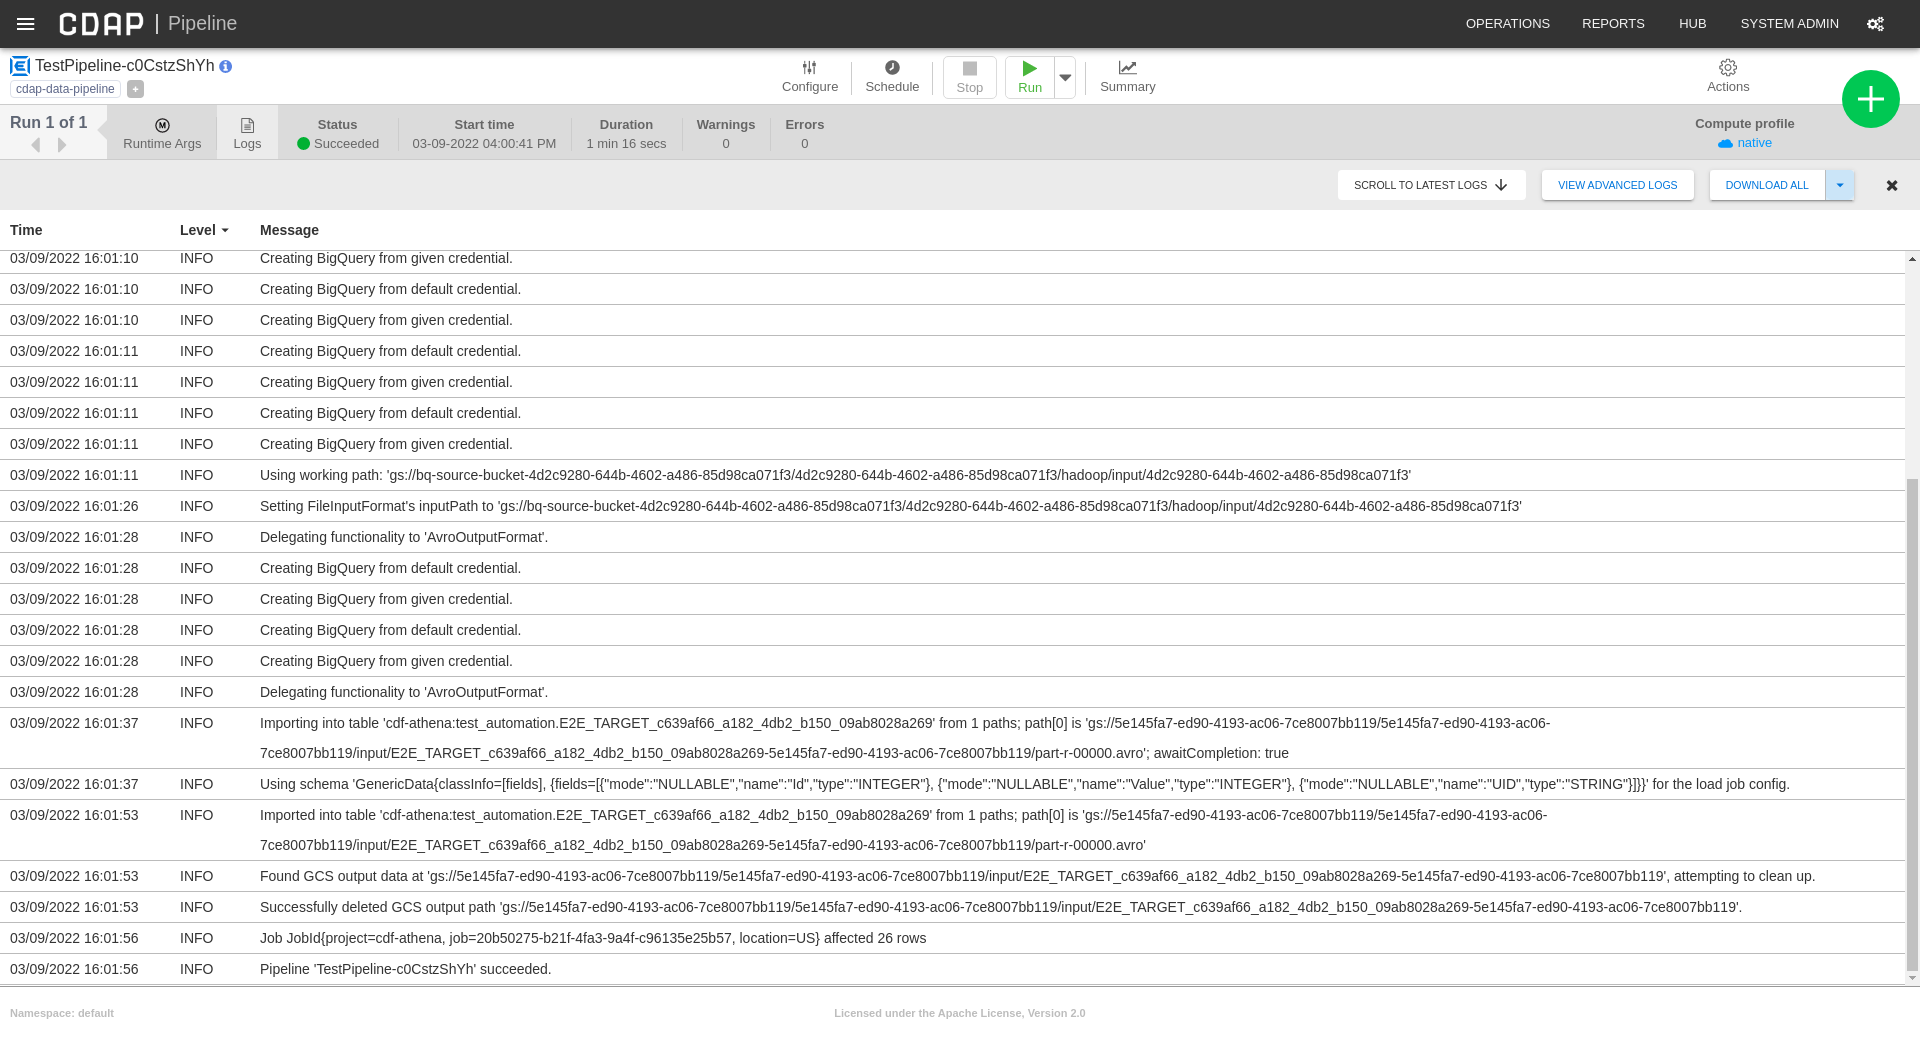 CDAP | Pipeline
OPERATIONS REPORTS HUB SYSTEM ADMIN
TestPipeline-c0CstzShYh
cdap-data-pipeline +
Configure Schedule Stop Run Summary Actions
Run 1 of 1
Runtime Args Logs
Status Start time Duration Warnings Errors Compute profile
Succeeded 03-09-2022 04:00:41 PM 1 min 16 secs 0 0 native
SCROLL TO LATEST LOGS VIEW ADVANCED LOGS DOWNLOAD ALL
Time Level Message
03/09/2022 16:01:10 INFO Creating BigQuery from given credential.
03/09/2022 16:01:10 INFO Creating BigQuery from default credential.
03/09/2022 16:01:10 INFO Creating BigQuery from given credential.
03/09/2022 16:01:11 INFO Creating BigQuery from default credential.
03/09/2022 16:01:11 INFO Creating BigQuery from given credential.
03/09/2022 16:01:11 INFO Creating BigQuery from default credential.
03/09/2022 16:01:11 INFO Creating BigQuery from given credential.
03/09/2022 16:01:11 INFO Using working path: 'gs://bq-source-bucket-4d2c9280-644b-4602-a486-85d98ca071f3/4d2c9280-644b-4602-a486-85d98ca071f3/hadoop/input/4d2c9280-644b-4602-a486-85d98ca071f3'
03/09/2022 16:01:26 INFO Setting FileInputFormat's inputPath to 'gs://bq-source-bucket-4d2c9280-644b-4602-a486-85d98ca071f3/4d2c9280-644b-4602-a486-85d98ca071f3/hadoop/input/4d2c9280-644b-4602-a486-85d98ca071f3'
03/09/2022 16:01:28 INFO Delegating functionality to 'AvroOutputFormat'.
03/09/2022 16:01:28 INFO Creating BigQuery from default credential.
03/09/2022 16:01:28 INFO Creating BigQuery from given credential.
03/09/2022 16:01:28 INFO Creating BigQuery from default credential.
03/09/2022 16:01:28 INFO Creating BigQuery from given credential.
03/09/2022 16:01:28 INFO Delegating functionality to 'AvroOutputFormat'.
03/09/2022 16:01:37 INFO Importing into table 'cdf-athena:test_automation.E2E_TARGET_c639af66_a182_4db2_b150_09ab8028a269' from 1 paths; path[0] is 'gs://5e145fa7-ed90-4193-ac06-7ce8007bb119/5e145fa7-ed90-4193-ac06-
7ce8007bb119/input/E2E_TARGET_c639af66_a182_4db2_b150_09ab8028a269-5e145fa7-ed90-4193-ac06-7ce8007bb119/part-r-00000.avro'; awaitCompletion: true
03/09/2022 16:01:37 INFO Using schema 'GenericData{classInfo=[fields], {fields=[{"mode":"NULLABLE","name":"Id","type":"INTEGER"}, {"mode":"NULLABLE","name":"Value","type":"INTEGER"}, {"mode":"NULLABLE","name":"UID","type":"STRING"}]}}' for the load job config.
03/09/2022 16:01:53 INFO Imported into table 'cdf-athena:test_automation.E2E_TARGET_c639af66_a182_4db2_b150_09ab8028a269' from 1 paths; path[0] is 'gs://5e145fa7-ed90-4193-ac06-7ce8007bb119/5e145fa7-ed90-4193-ac06-
7ce8007bb119/input/E2E_TARGET_c639af66_a182_4db2_b150_09ab8028a269-5e145fa7-ed90-4193-ac06-7ce8007bb119/part-r-00000.avro'
03/09/2022 16:01:53 INFO Found GCS output data at 'gs://5e145fa7-ed90-4193-ac06-7ce8007bb119/5e145fa7-ed90-4193-ac06-7ce8007bb119/input/E2E_TARGET_c639af66_a182_4db2_b150_09ab8028a269-5e145fa7-ed90-4193-ac06-7ce8007bb119', attempting to clean up.
03/09/2022 16:01:53 INFO Successfully deleted GCS output path 'gs://5e145fa7-ed90-4193-ac06-7ce8007bb119/5e145fa7-ed90-4193-ac06-7ce8007bb119/input/E2E_TARGET_c639af66_a182_4db2_b150_09ab8028a269-5e145fa7-ed90-4193-ac06-7ce8007bb119'.
03/09/2022 16:01:56 INFO Job JobId{project=cdf-athena, job=20b50275-b21f-4fa3-9a4f-c96135e25b57, location=US} affected 26 rows
03/09/2022 16:01:56 INFO Pipeline 'TestPipeline-c0CstzShYh' succeeded.
Namespace: default Licensed under the Apache License, Version 2.0